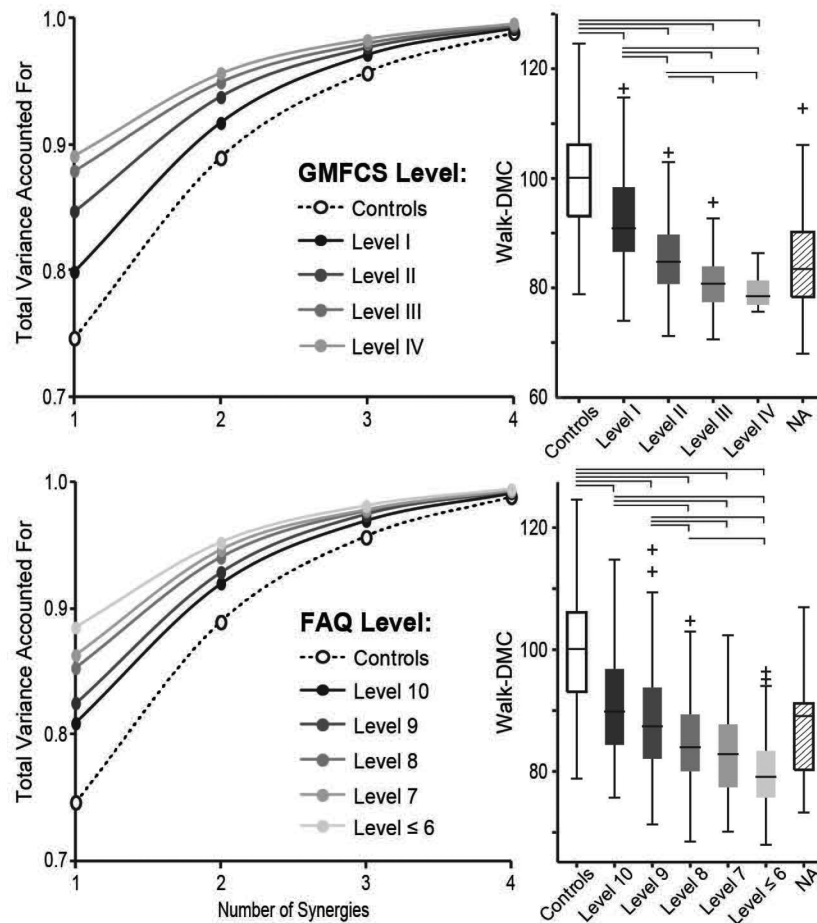 Total Variance Accounted For
1.0
0.9
0.8
0.7
1
2
3
4
GMFCS Level:
Controls
Level I
Level II
Level III
Level IV
Walk-DMC
120
100
80
60
Controls
Level I
Level II
Level III
Level IV
NA
Total Variance Accounted For
1.0
0.9
0.8
0.7
1
2
3
4
Number of Synergies
FAQ Level:
Controls
Level 10
Level 9
Level 8
Level 7
Level ≤ 6
Walk-DMC
120
100
80
Controls
Level 10
Level 9
Level 8
Level 7
Level ≤ 6
NA